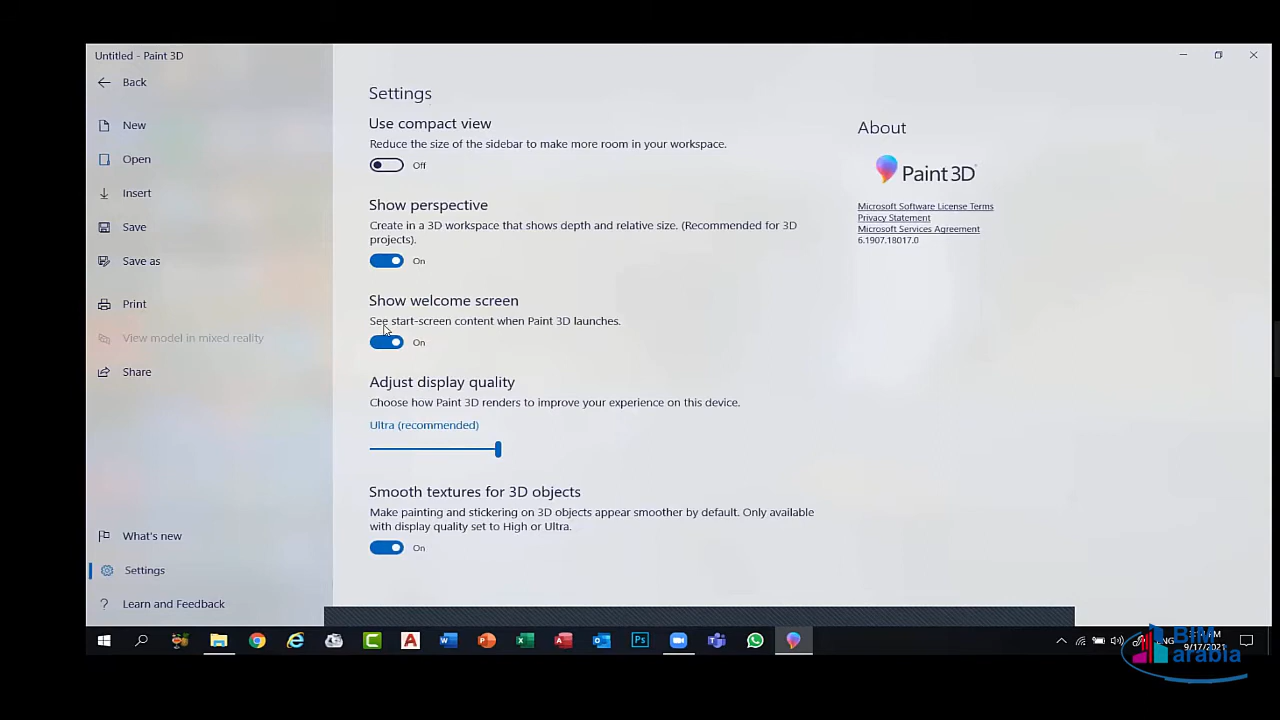 Untitled - Paint 3D
Back
New
Open
Insert
Save
Save as
Print
View model in mixed reality
Share
What's new
Settings
Learn and Feedback
Settings
Use compact view
Reduce the size of the sidebar to make more room in your workspace.
Off
Show perspective
Create in a 3D workspace that shows depth and relative size. (Recommended for 3D
projects).
On
Show welcome screen
See start-screen content when Paint 3D launches.
On
Adjust display quality
Choose how Paint 3D renders to improve your experience on this device.
Ultra (recommended)
Smooth textures for 3D objects
Make painting and stickering on 3D objects appear smoother by default. Only available
with display quality set to High or Ultra.
On
About
Paint 3D
Microsoft Software License Terms
Privacy Statement
Microsoft Services Agreement
6.1907.18017.0
Ps
9/17/2021
BIM
arabia